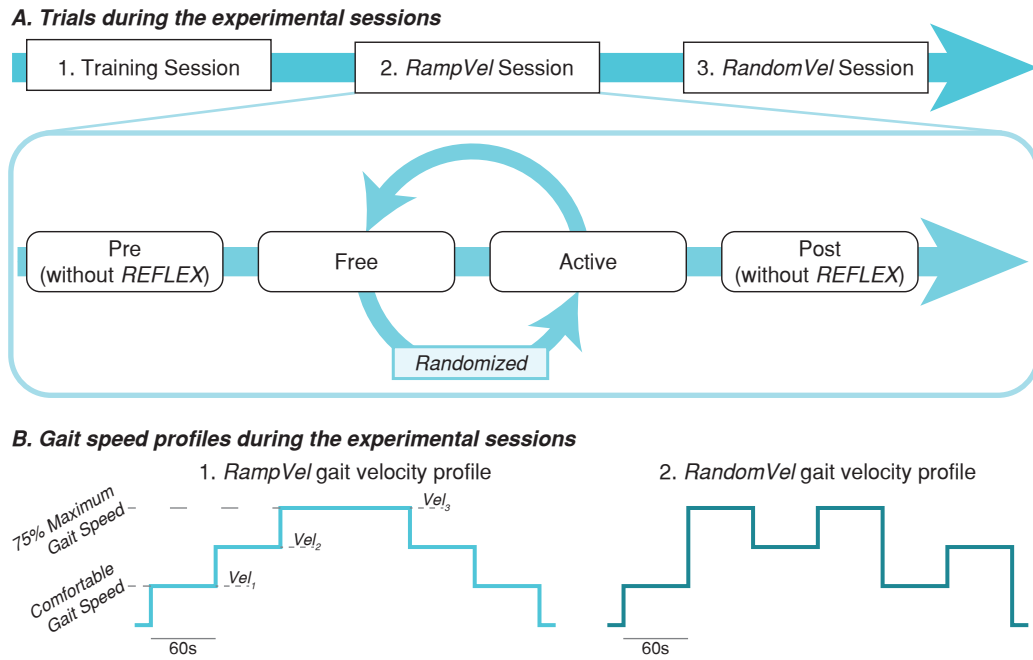 A. Trials during the experimental sessions
1. Training Session
2. RampVel Session
3. RandomVel Session
Pre
(without REFLEX)
Free
Active
Post
(without REFLEX)
Randomized
B. Gait speed profiles during the experimental sessions
1. RampVel gait velocity profile
2. RandomVel gait velocity profile
75% Maximum
Gait Speed
Vel3
Vel2
Comfortable
Gait Speed
Vel1
60s
60s